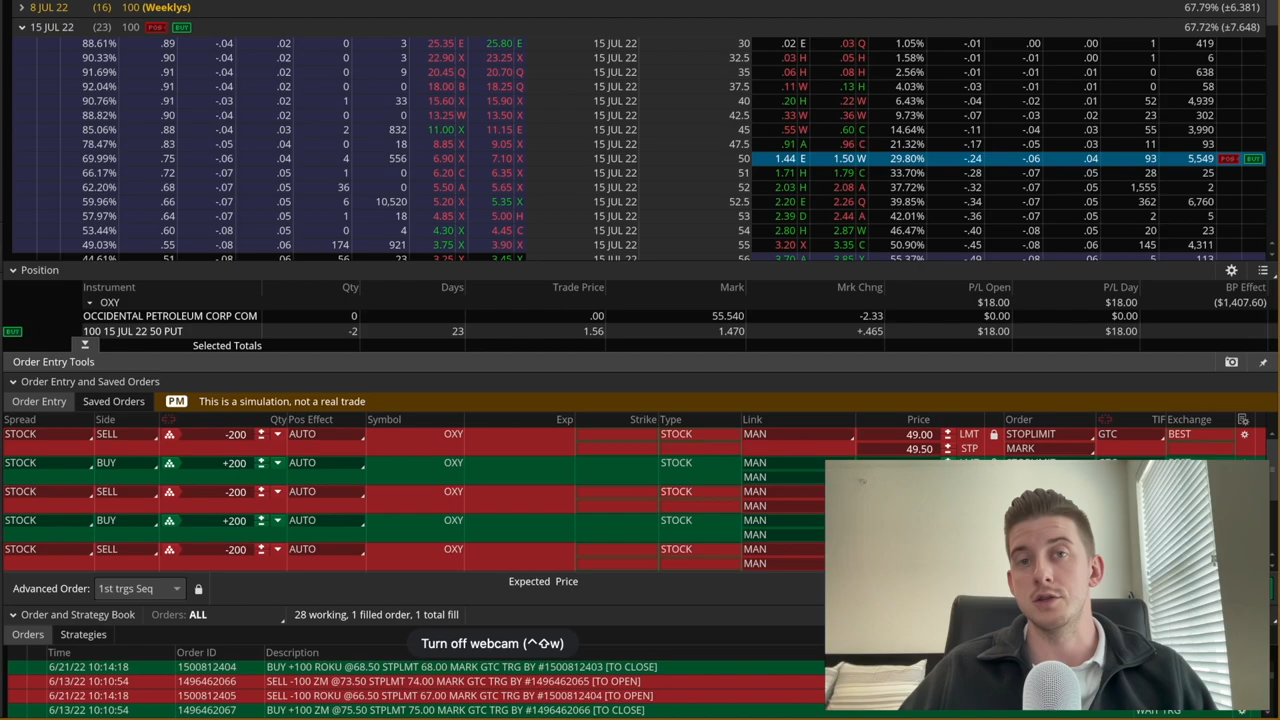 8 JUL 22 (16) 100 (Weeklys) 67.79% (±6.381)
15 JUL 22 (23) 100 POS BUY 67.72% (±7.648)
88.61% .89 -.04 .02 0 3 25.35 E 25.80 E 15 JUL 22 30 .02 E .03 Q 1.05% -.01 .00 .00 1 419
90.33% .90 -.04 .02 0 0 22.90 X 23.25 X 15 JUL 22 32.5 .03 H .05 H 1.58% -.01 -.01 .00 1 6
91.69% .91 -.04 .02 0 9 20.45 Q 20.70 Q 15 JUL 22 35 .06 H .08 H 2.56% -.01 -.01 .01 0 638
92.04% .91 -.04 .02 0 0 18.00 B 18.25 Q 15 JUL 22 37.5 .11 W .13 H 4.03% -.03 -.01 .01 0 58
90.76% .91 -.03 .02 1 33 15.60 X 15.90 X 15 JUL 22 40 .20 H .22 W 6.43% -.04 -.02 .01 52 4,939
88.82% .90 -.04 .02 0 0 13.25 W 13.50 X 15 JUL 22 42.5 .33 W .36 W 9.73% -.07 -.03 .02 23 302
85.06% .88 -.04 .03 2 832 11.00 X 11.15 E 15 JUL 22 45 .55 W .60 C 14.64% -.11 -.04 .03 55 3,990
78.47% .83 -.05 .04 0 18 8.85 X 9.05 X 15 JUL 22 47.5 .91 A .96 C 21.32% -.17 -.05 .03 11 93
69.99% .75 -.06 .04 4 556 6.90 X 7.10 X 15 JUL 22 50 1.44 E 1.50 W 29.80% -.24 -.06 .04 93 5,549 POS BUY
66.17% .72 -.07 .05 1 0 6.20 C 6.35 X 15 JUL 22 51 1.71 H 1.79 C 33.70% -.28 -.07 .05 28 25
62.20% .68 -.07 .05 36 0 5.50 A 5.65 X 15 JUL 22 52 2.03 H 2.08 A 37.72% -.32 -.07 .05 1,555 2
59.96% .66 -.07 .05 6 10,520 5.20 X 5.35 X 15 JUL 22 52.5 2.20 E 2.26 Q 39.85% -.34 -.07 .05 362 6,760
57.97% .64 -.07 .05 1 18 4.85 X 5.00 H 15 JUL 22 53 2.39 D 2.44 A 42.01% -.36 -.07 .05 2 5
53.44% .60 -.07 .05 0 4 4.30 X 4.45 C 15 JUL 22 54 2.80 H 2.87 W 46.47% -.40 -.07 .05 20 23
49.03% .55 -.08 .06 174 921 3.75 X 3.90 X 15 JUL 22 55 3.20 X 3.35 C 50.90% -.45 -.08 .05 145 4,311
44.61% .51 -.08 .06 56 23 3.25 X 3.45 C 15 JUL 22 56 3.70 A 3.85 X 55.37% -.49 -.08 .06 5 113
Position
Instrument Qty Days Trade Price Mark Mrk Chng P/L Open P/L Day BP Effect
OXY $18.00 $18.00 ($1,407.60)
OCCIDENTAL PETROLEUM CORP COM 0 .00 55.540 -2.33 $0.00 $0.00
BUY 100 15 JUL 22 50 PUT -2 23 1.56 1.470 +.465 $18.00 $18.00
Selected Totals
Order Entry Tools
Order Entry and Saved Orders
Order Entry Saved Orders PM This is a simulation, not a real trade
Spread Side Qty Pos Effect Symbol Exp Strike Type Link Price Order TIF Exchange
STOCK SELL -200 AUTO OXY STOCK MAN 49.00 LMT STOPLIMIT GTC BEST
49.50 STP MARK
STOCK BUY +200 AUTO OXY STOCK MAN
MAN
STOCK SELL -200 AUTO OXY STOCK MAN
MAN
STOCK BUY +200 AUTO OXY STOCK MAN
MAN
STOCK SELL -200 AUTO OXY STOCK MAN
MAN
Advanced Order: 1st trgs Seq Expected Price
Order and Strategy Book Orders: ALL 28 working, 1 filled order, 1 total fill
Orders Strategies
Turn off webcam (^⇧w)
Time Order ID Description
6/21/22 10:14:18 1500812404 BUY +100 ROKU @68.50 STPLMT 68.00 MARK GTC TRG BY #1500812403 [TO CLOSE]
6/13/22 10:10:54 1496462066 SELL -100 ZM @73.50 STPLMT 74.00 MARK GTC TRG BY #1496462065 [TO OPEN]
6/21/22 10:14:18 1500812405 SELL -100 ROKU @66.50 STPLMT 67.00 MARK GTC TRG BY #1500812404 [TO OPEN]
6/13/22 10:10:54 1496462067 BUY +100 ZM @75.50 STPLMT 75.00 MARK GTC TRG BY #1496462066 [TO CLOSE]